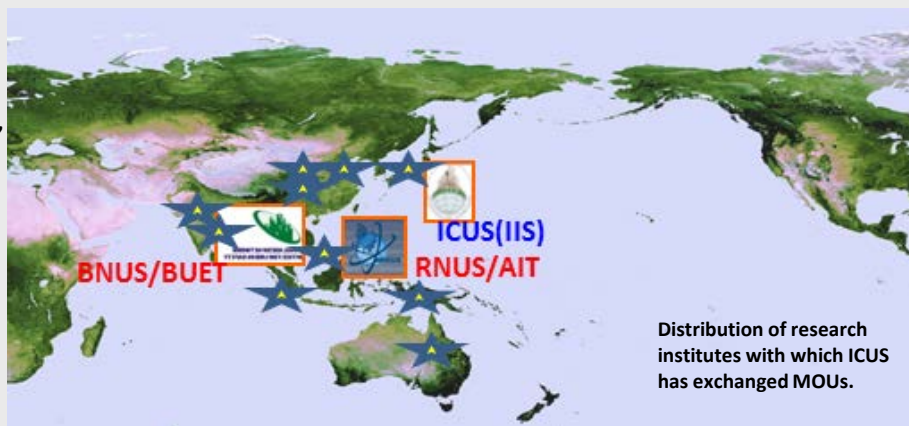 ICUS(IIS)
BNUS/BUET
RNUS/AIT
Distribution of research
institutes with which ICUS
has exchanged MOUs.